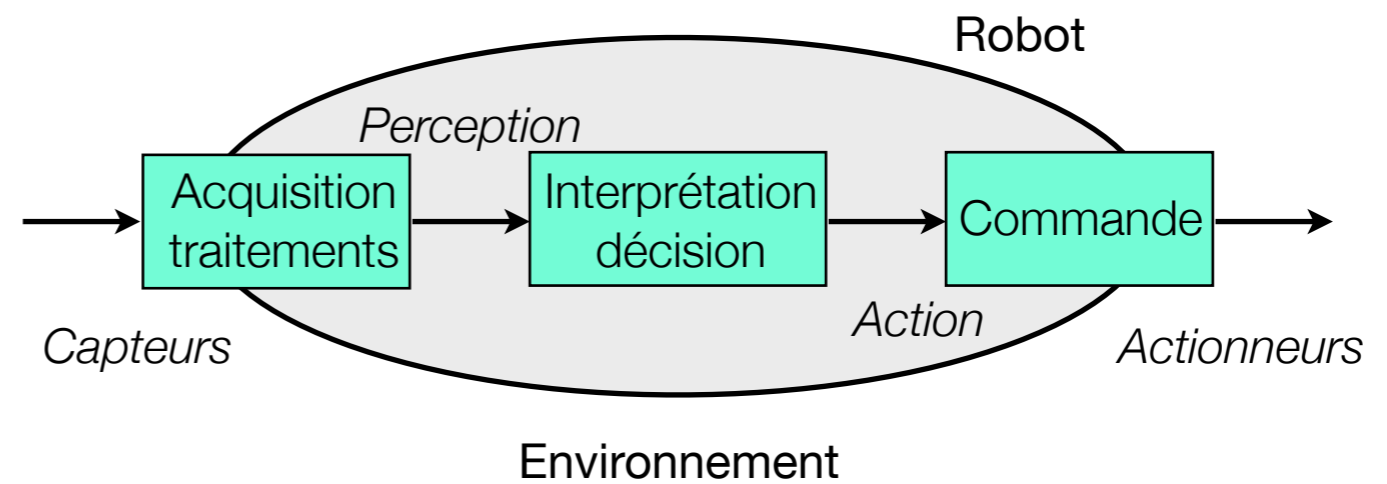 Robot
Perception
Acquisition
traitements
Interprétation
décision
Commande
Capteurs
Action
Actionneurs
Environnement